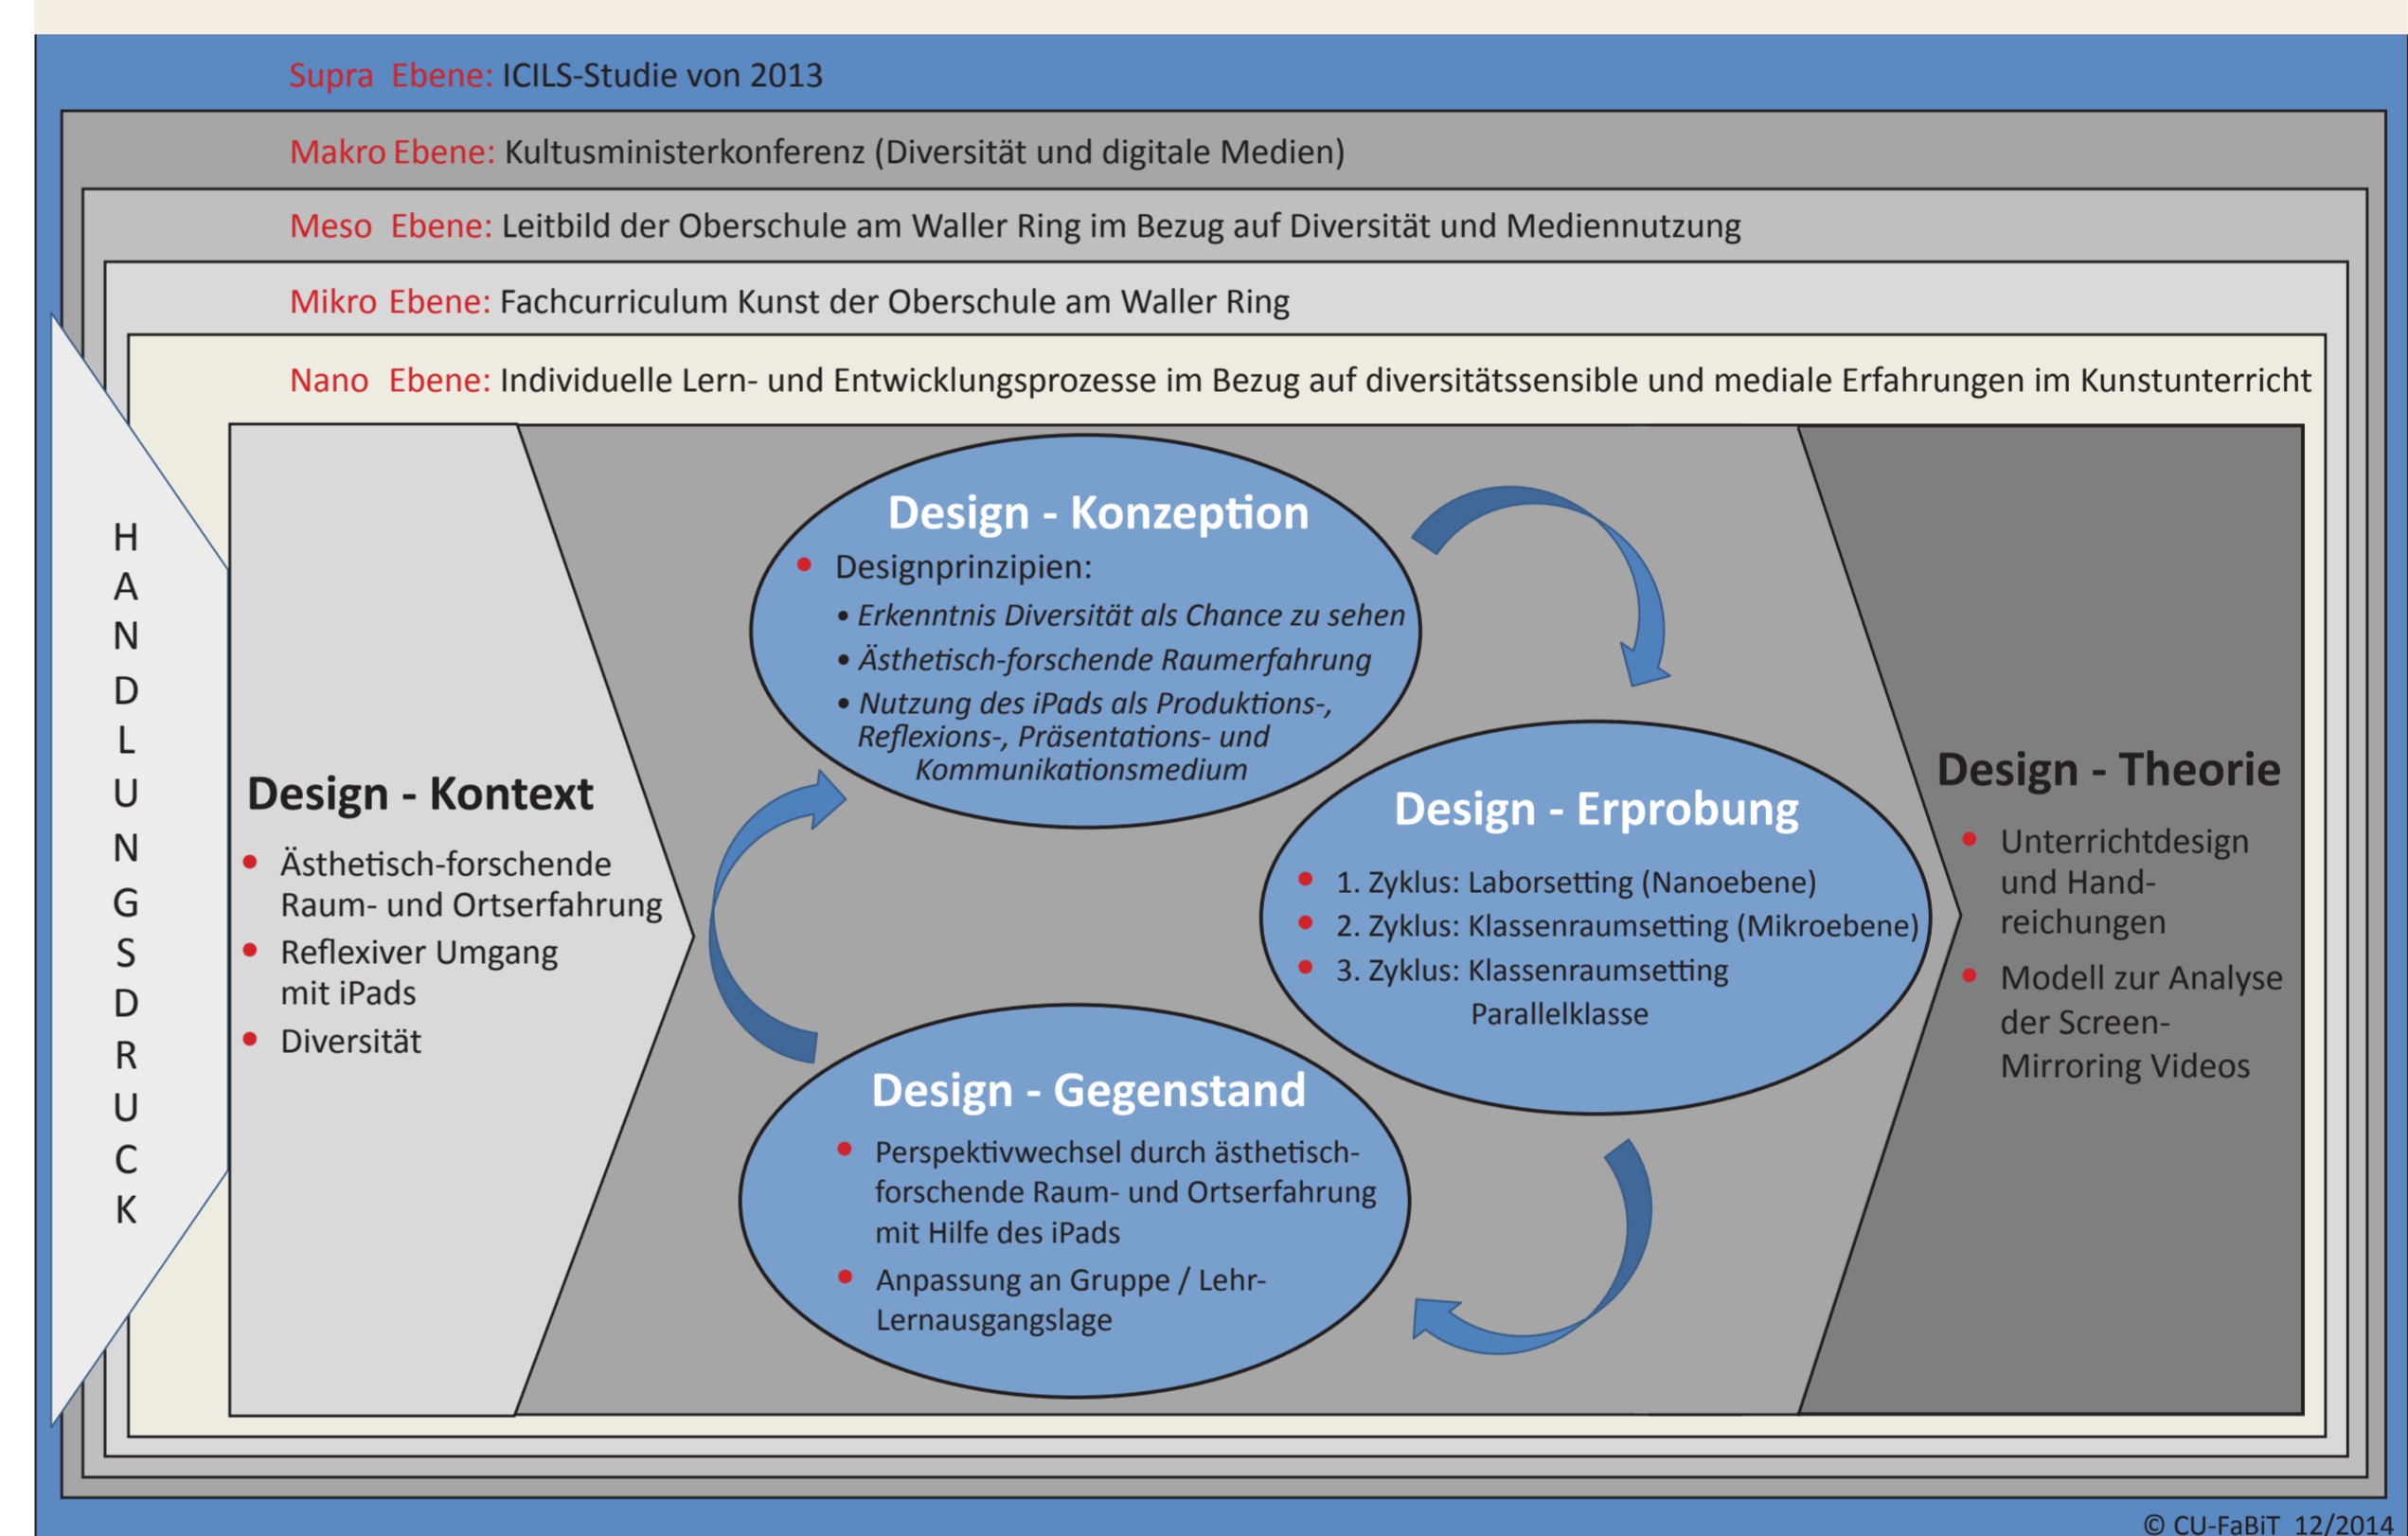 Supra Ebene: ICILS-Studie von 2013
Makro Ebene: Kultusministerkonferenz (Diversität und digitale Medien)
Meso Ebene: Leitbild der Oberschule am Waller Ring im Bezug auf Diversität und Mediennutzung
Mikro Ebene: Fachcurriculum Kunst der Oberschule am Waller Ring
Nano Ebene: Individuelle Lern- und Entwicklungsprozesse im Bezug auf diversitätssensible und mediale Erfahrungen im Kunstunterricht
HANDLUNGSDRUCK
Design - Kontext
• Ästhetisch-forschende
Raum- und Ortserfahrung
• Reflexiver Umgang
mit iPads
• Diversität
Design - Konzeption
• Designprinzipien:
• Erkenntnis Diversität als Chance zu sehen
• Ästhetisch-forschende Raumerfahrung
• Nutzung des iPads als Produktions-,
Reflexions-, Präsentations- und
Kommunikationsmedium
Design - Erprobung
• 1. Zyklus: Laborsetting (Nanoebene)
• 2. Zyklus: Klassenraumsetting (Mikroebene)
• 3. Zyklus: Klassenraumsetting
Parallelklasse
Design - Gegenstand
• Perspektivwechsel durch ästhetisch-
forschende Raum- und Ortserfahrung
mit Hilfe des iPads
• Anpassung an Gruppe / Lehr-
Lernausgangslage
Design - Theorie
• Unterrichtdesign
und Hand-
reichungen
• Modell zur Analyse
der Screen-
Mirroring Videos
© CU-FaBiT 12/2014